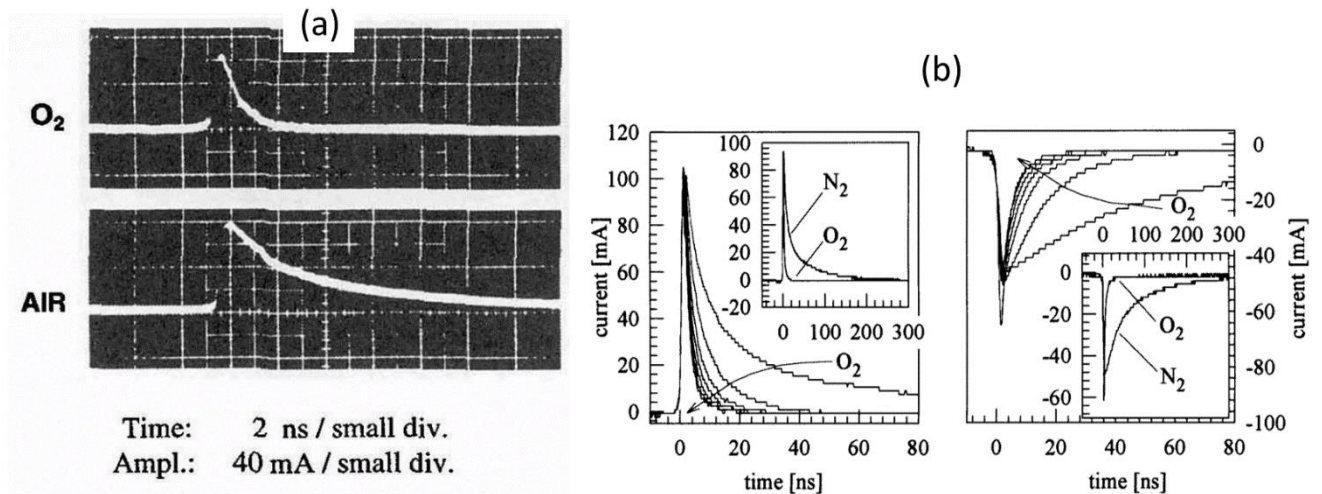 (a)
O₂
AIR
Time: 2 ns / small div.
Ampl.: 40 mA / small div.
(b)
120
100
80
60
40
20
0
current [mA]
0 20 40 60 80
time [ns]
100
80
60
40
20
0
-20
0 100 200 300
N₂
O₂
O₂
0
-20
-40
-60
-80
-100
current [mA]
0 20 40 60 80
time [ns]
O₂
0 100 200 300
0
-20
-40
-60
O₂
N₂